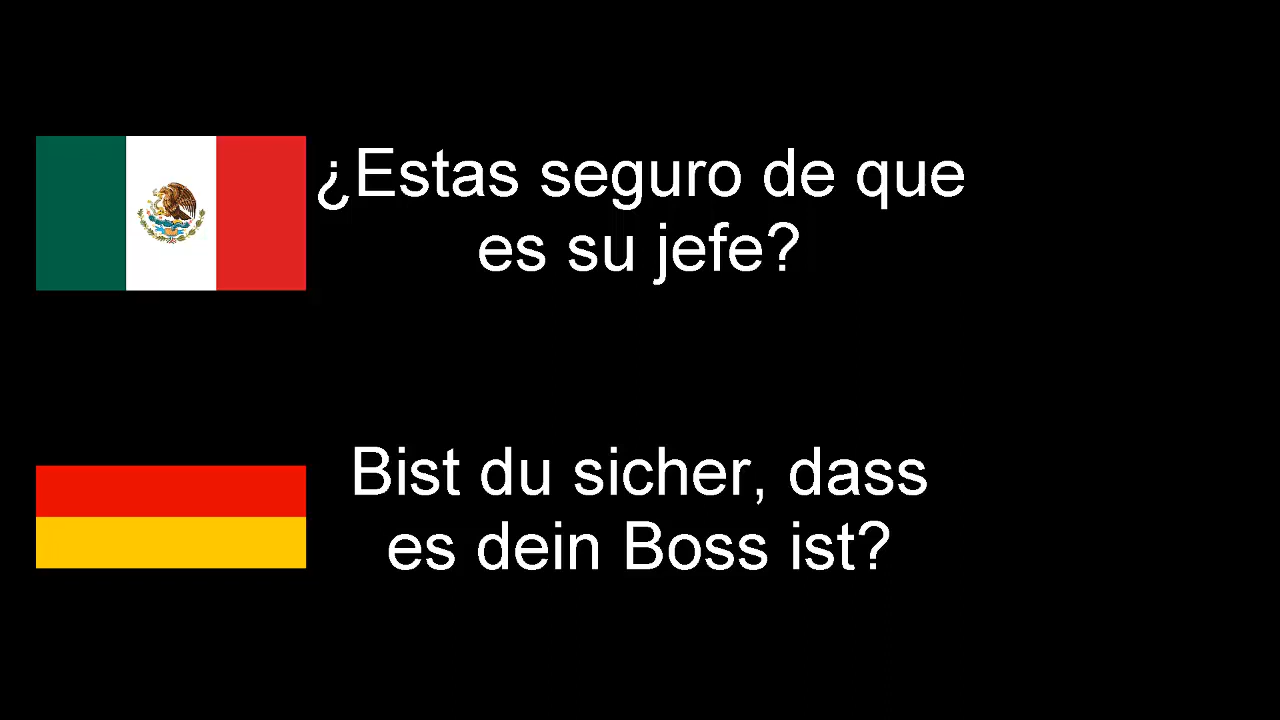 ¿Estas seguro de que
es su jefe?
Bist du sicher, dass
es dein Boss ist?